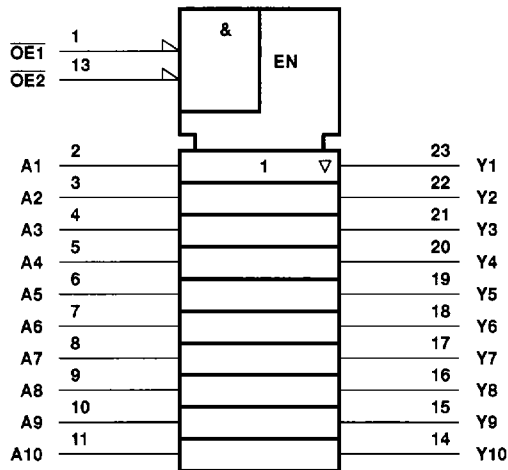 &
EN
O̅E̅1̅ 1
O̅E̅2̅ 13
A1 2 1 ▽ 23 Y1
A2 3 22 Y2
A3 4 21 Y3
A4 5 20 Y4
A5 6 19 Y5
A6 7 18 Y6
A7 8 17 Y7
A8 9 16 Y8
A9 10 15 Y9
A10 11 14 Y10